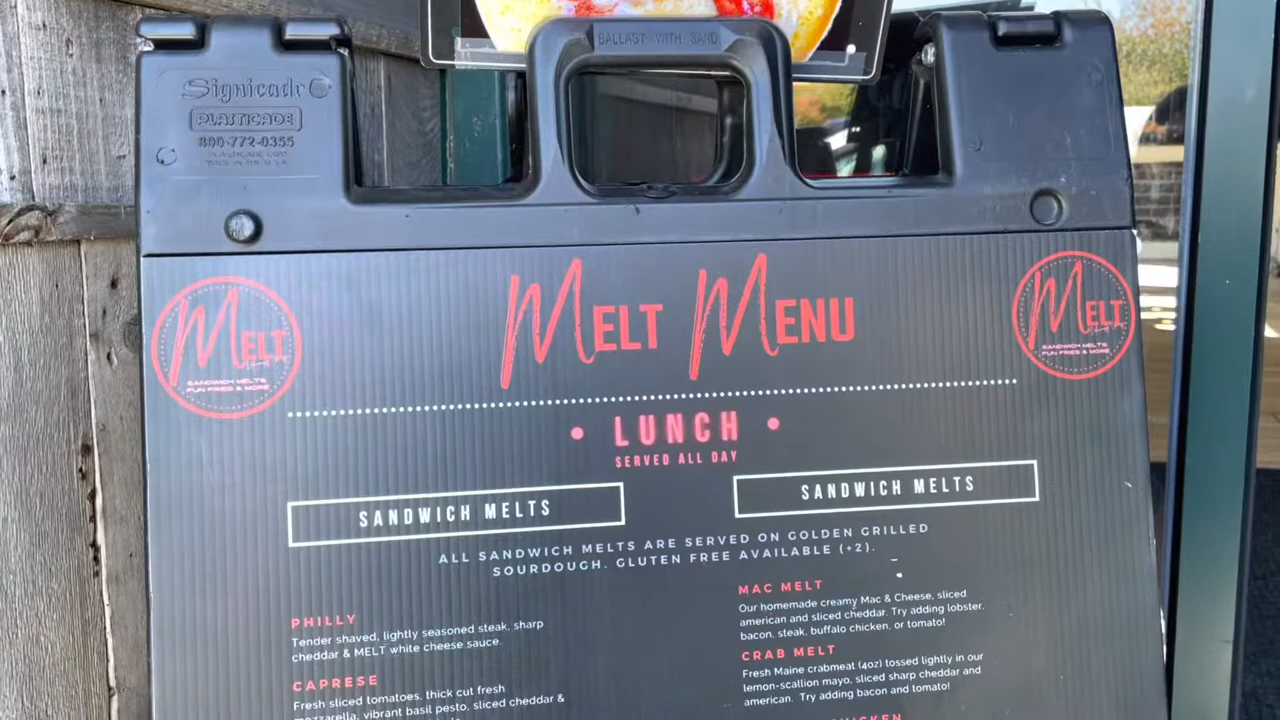 BALLAST WITH SAND
Signicade
PLASTICADE
800-772-0355
PLASTICADE.COM
MADE IN THE U.S.A.
MELT
SANDWICH MELTS,
FUN FRIES & MORE
MELT MENU
MELT
SANDWICH MELTS,
FUN FRIES & MORE
• LUNCH •
SERVED ALL DAY
SANDWICH MELTS
SANDWICH MELTS
ALL SANDWICH MELTS ARE SERVED ON GOLDEN GRILLED
SOURDOUGH. GLUTEN FREE AVAILABLE (+2).
PHILLY
Tender shaved, lightly seasoned steak, sharp
cheddar & MELT white cheese sauce.
CAPRESE
Fresh sliced tomatoes, thick cut fresh
mozzarella, vibrant basil pesto, sliced cheddar &
MAC MELT
Our homemade creamy Mac & Cheese, sliced
american and sliced cheddar. Try adding lobster,
bacon, steak, buffalo chicken, or tomato!
CRAB MELT
Fresh Maine crabmeat (4oz) tossed lightly in our
lemon-scallion mayo, sliced sharp cheddar and
american. Try adding bacon and tomato!
CHICKEN